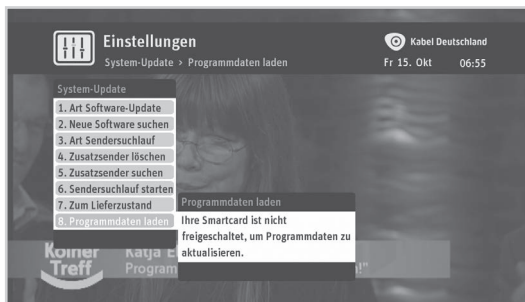 Einstellungen
Kabel Deutschland
System-Update > Programmdaten laden
Fr 15. Okt 06:55
System-Update
1. Art Software-Update
2. Neue Software suchen
3. Art Sendersuchlauf
4. Zusatzsender löschen
5. Zusatzsender suchen
6. Sendersuchlauf starten
7. Zum Lieferzustand
8. Programmdaten laden
Programmdaten laden
Ihre Smartcard ist nicht
freigeschaltet, um Programmdaten zu
aktualisieren.
Kölner
Treff
Katja
Program